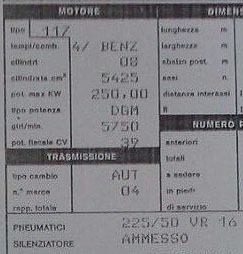 MOTORE DIMENS
tipo 117 lunghezza m
tempi/comb. 4/ BENZ larghezza m
cilindri 08 sbalzo post. m
cilindrata cm³ 5425 assi n.
pot. max KW 250,00 distanza interassi
tipo potenza DGM
giri/min. 5750 NUMERO P
pot. fiscale CV 39 anteriori
TRASMISSIONE totali
tipo cambio AUT a sedere
n.° marce 04 in piedi
rapp. totale di servizio
PNEUMATICI 225/50 VR 16
SILENZIATORE AMMESSO